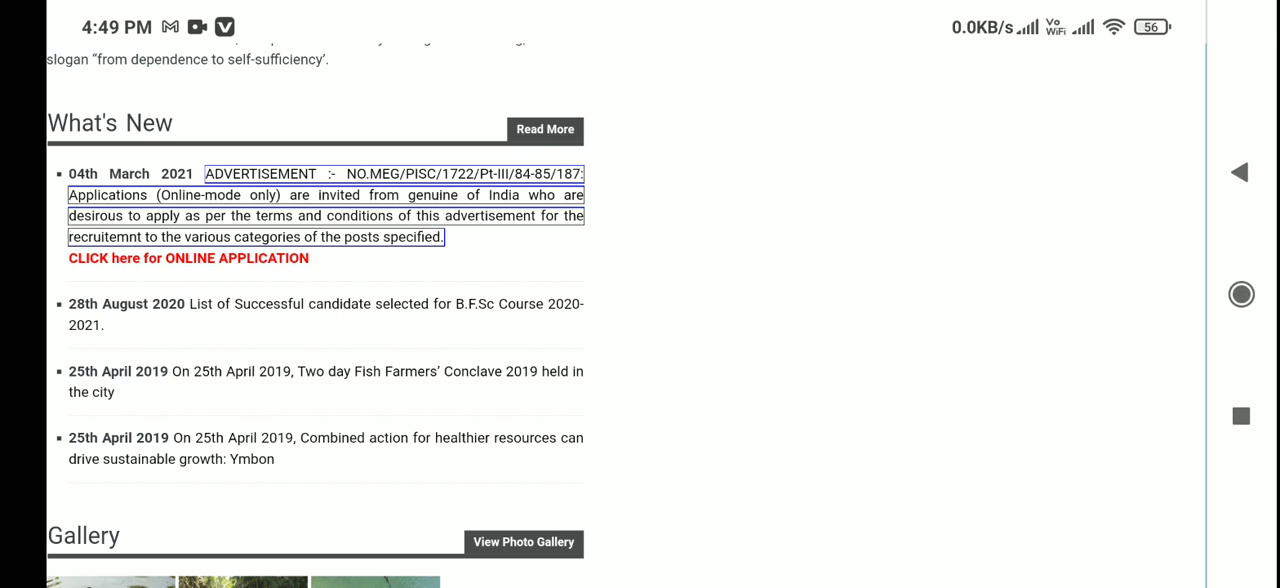 4:49 PM
0.0KB/s
Vo
WiFi
56
slogan “from dependence to self-sufficiency’.
What's New
Read More
04th March 2021 ADVERTISEMENT :- NO.MEG/PISC/1722/Pt-III/84-85/187:
Applications (Online-mode only) are invited from genuine of India who are
desirous to apply as per the terms and conditions of this advertisement for the
recruitemnt to the various categories of the posts specified.
CLICK here for ONLINE APPLICATION
28th August 2020 List of Successful candidate selected for B.F.Sc Course 2020-
2021.
25th April 2019 On 25th April 2019, Two day Fish Farmers’ Conclave 2019 held in
the city
25th April 2019 On 25th April 2019, Combined action for healthier resources can
drive sustainable growth: Ymbon
Gallery
View Photo Gallery